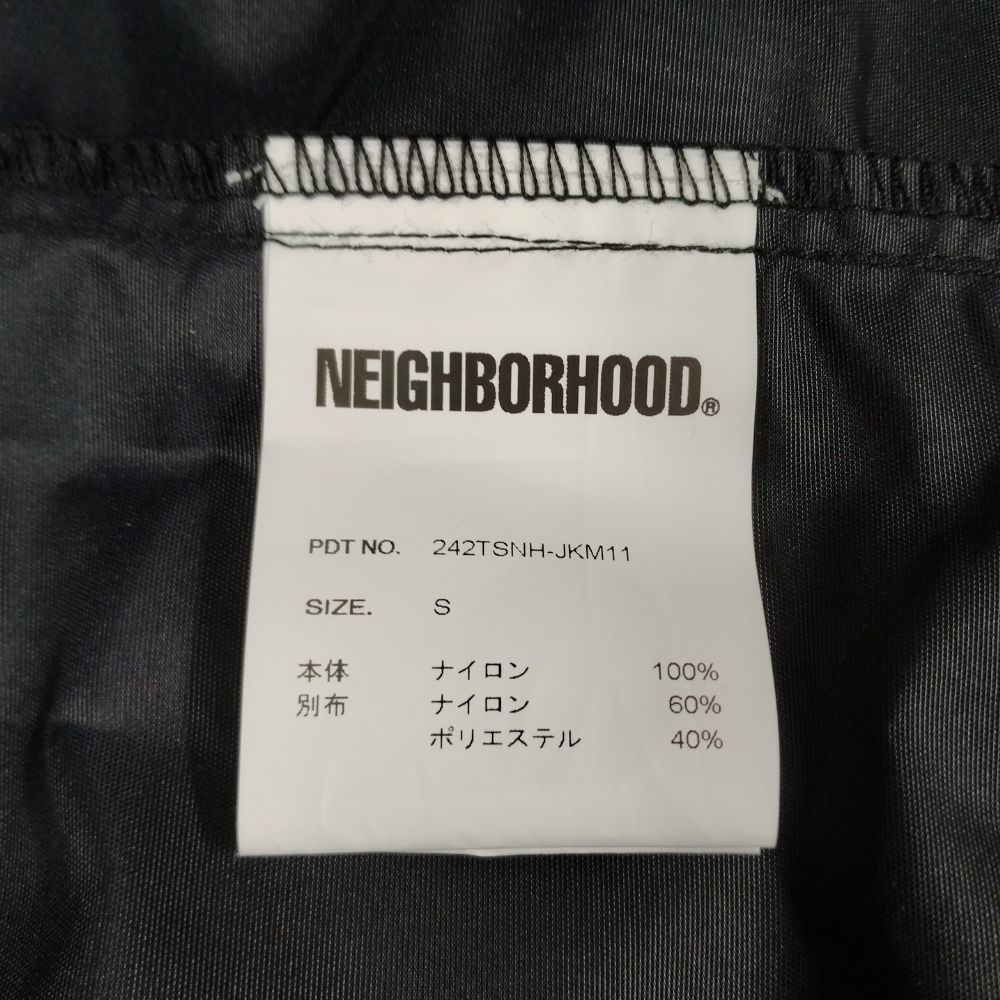 NEIGHBORHOOD®
PDT NO. 242TSNH-JKM11
SIZE. S
本体 ナイロン 100%
別布 ナイロン 60%
ポリエステル 40%